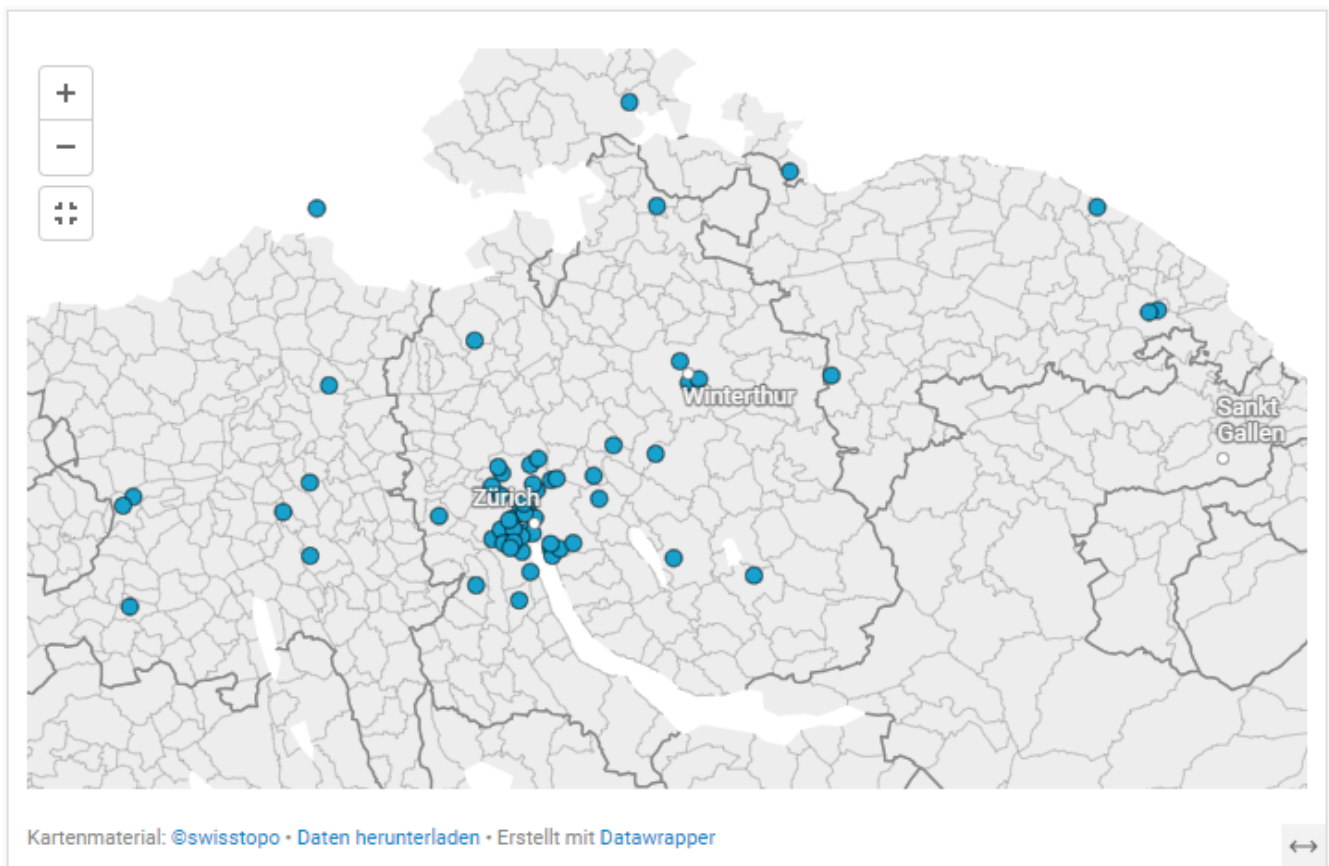 +
−
Winterthur
Sankt
Gallen
Zürich
Kartenmaterial: ©swisstopo • Daten herunterladen • Erstellt mit Datawrapper